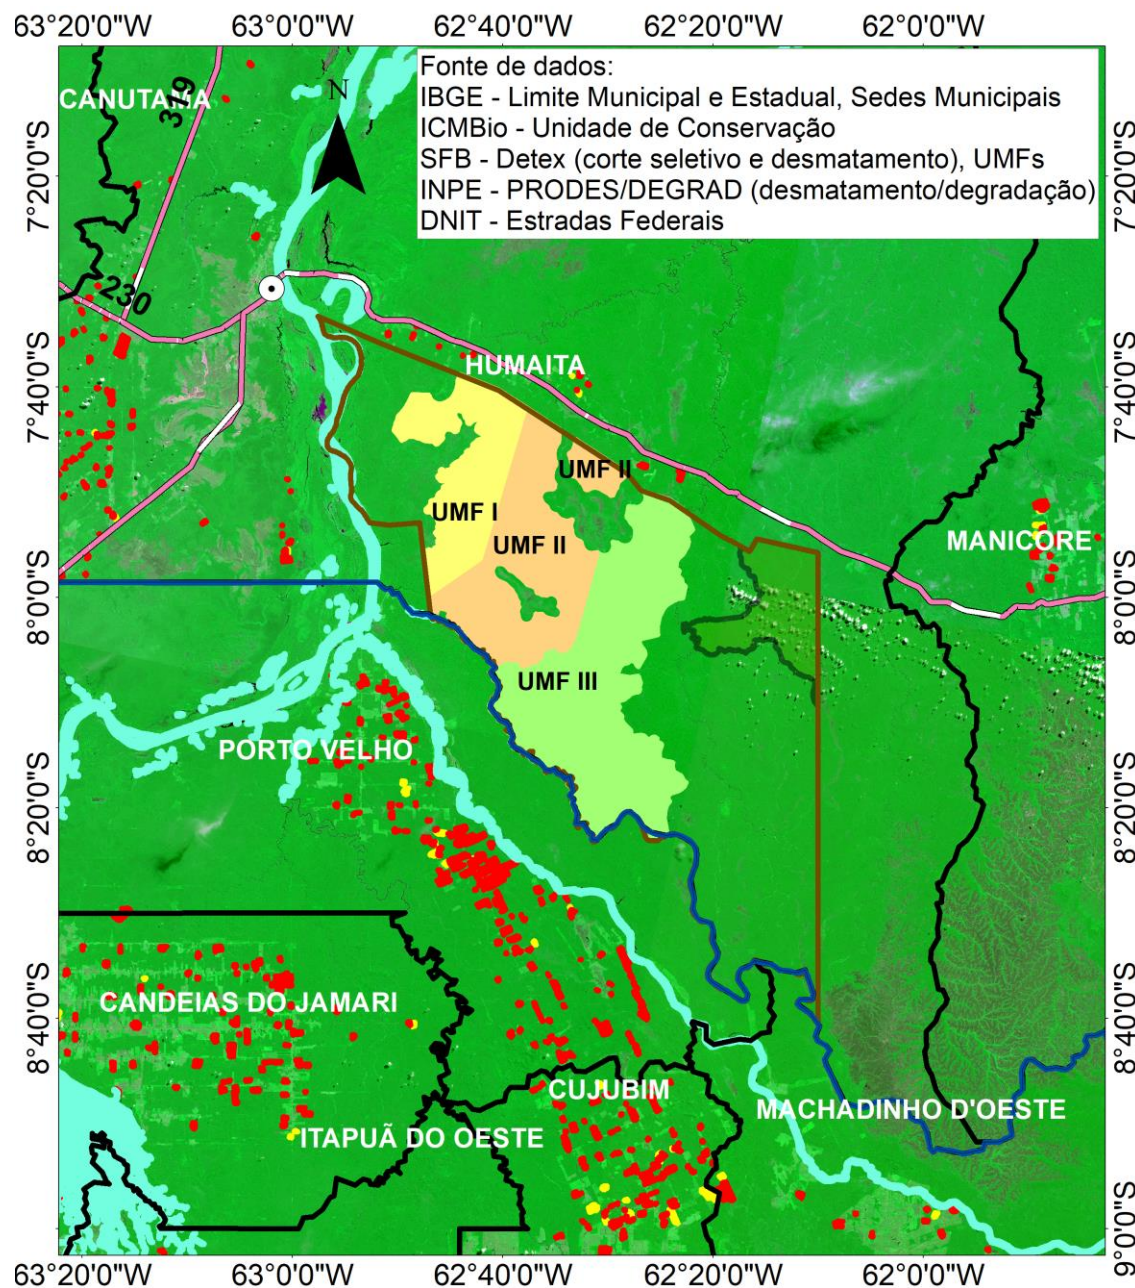 63°20'0"W 63°0'0"W 62°40'0"W 62°20'0"W 62°0'0"W
Fonte de dados:
IBGE - Limite Municipal e Estadual, Sedes Municipais
ICMBio - Unidade de Conservação
SFB - Detex (corte seletivo e desmatamento), UMFs
INPE - PRODES/DEGRAD (desmatamento/degradação)
DNIT - Estradas Federais
N
CANUTAMA
319
7°20'0"S 7°20'0"S
230
HUMAITA
7°40'0"S 7°40'0"S
UMF II
UMF I
UMF II
MANICORE
8°0'0"S 8°0'0"S
UMF III
PORTO VELHO
8°20'0"S 8°20'0"S
CANDEIAS DO JAMARI
8°40'0"S 8°40'0"S
CUJUBIM
MACHADINHO D'OESTE
ITAPUÃ DO OESTE
9°0'0"S
63°20'0"W 63°0'0"W 62°40'0"W 62°20'0"W 62°0'0"W